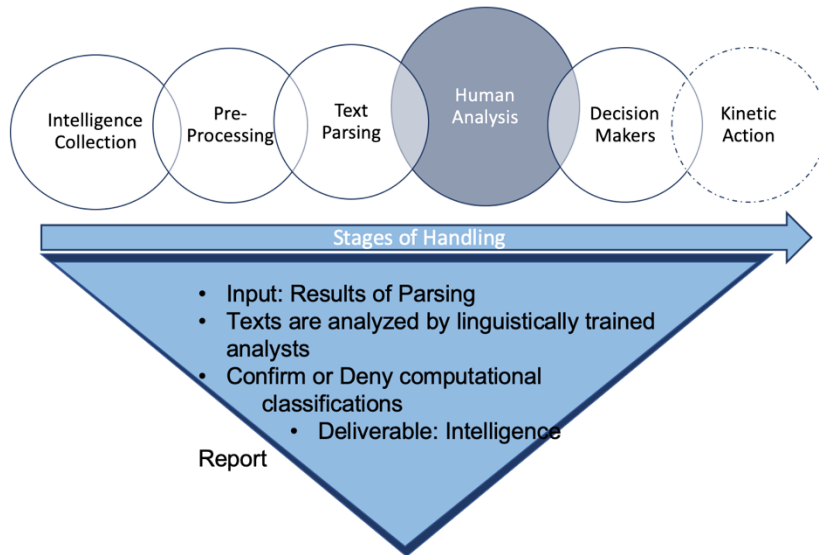 Intelligence
Collection
Pre-
Processing
Text
Parsing
Human
Analysis
Decision
Makers
Kinetic
Action
Stages of Handling
• Input: Results of Parsing
• Texts are analyzed by linguistically trained
analysts
• Confirm or Deny computational
classifications
• Deliverable: Intelligence
Report